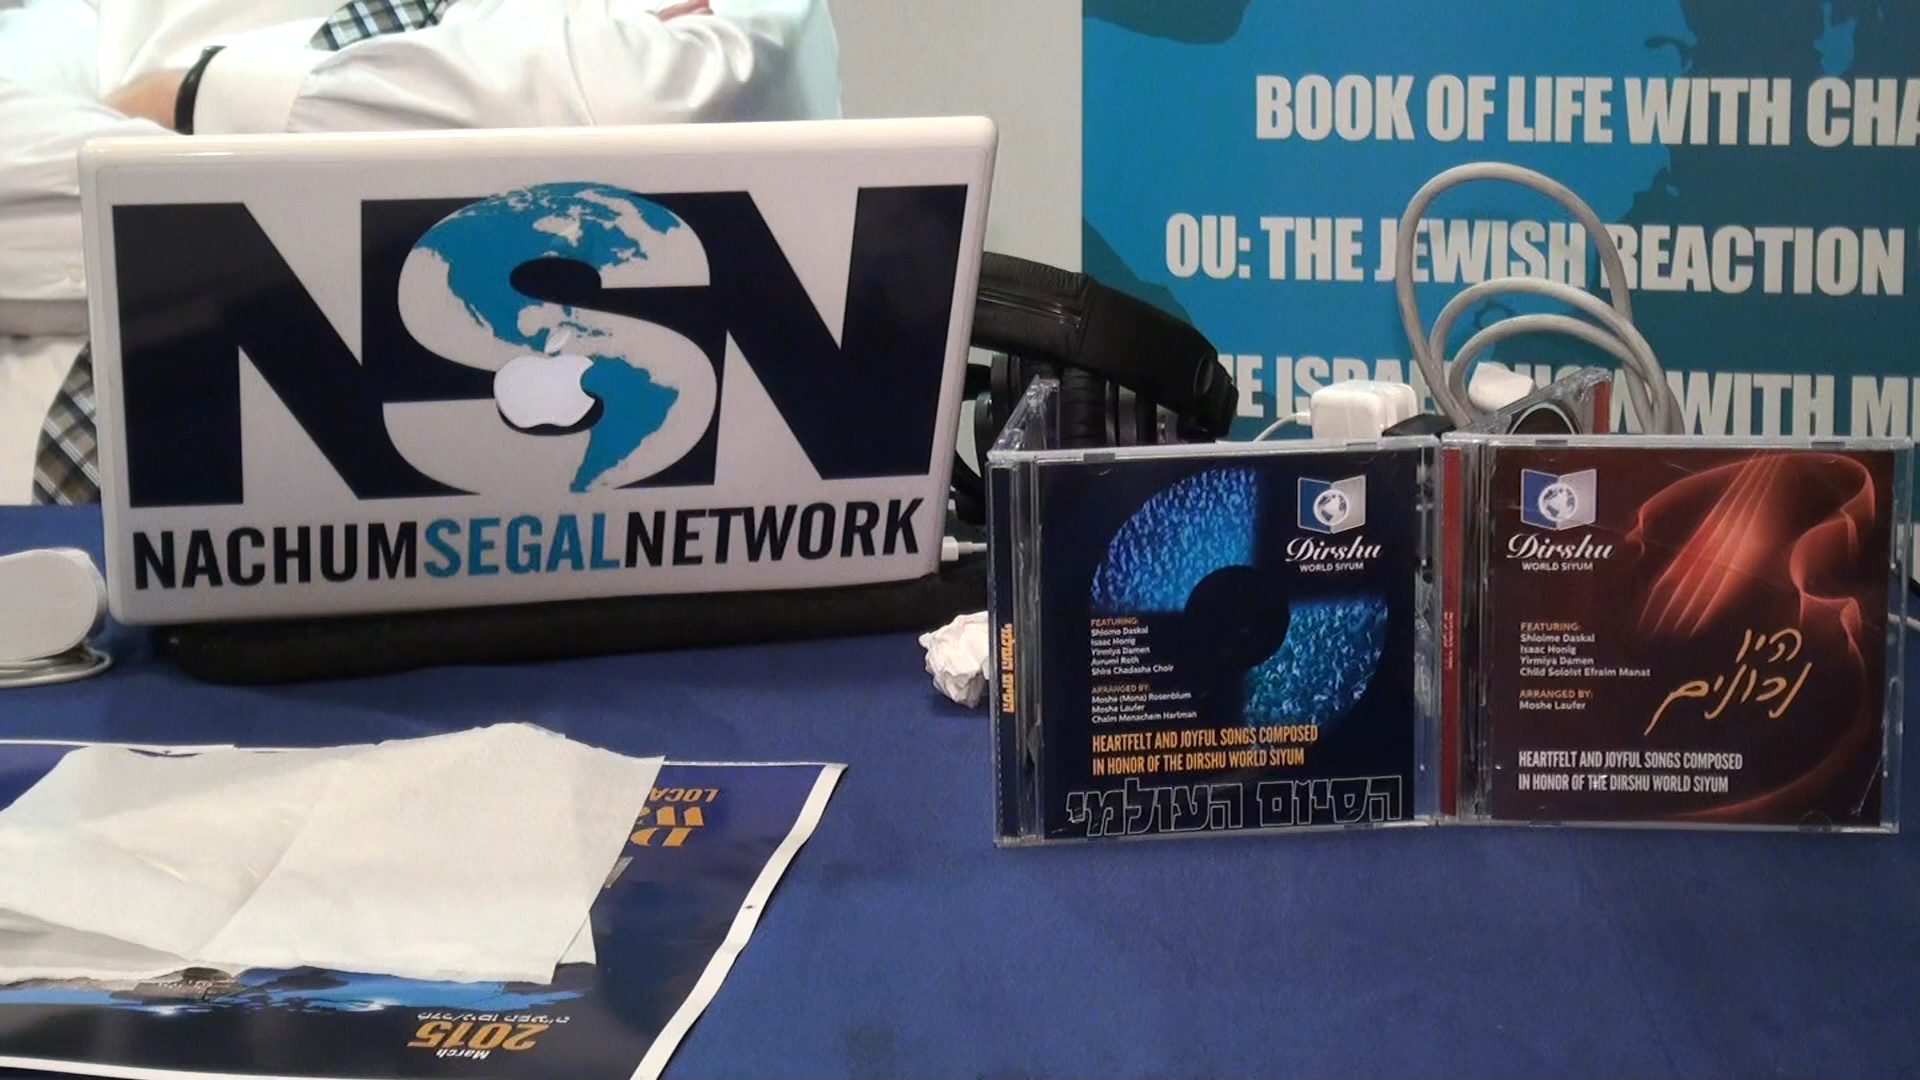 NSN
NACHUMSEGALNETWORK
BOOK OF LIFE WITH CHA
OU: THE JEWISH REACTION
WITH M
Dirshu
WORLD SIYUM
FEATURING:
Shlome Daskal
Isaac Honig
Yirmiya Damen
Avrumi Roth
Shira Chadasha Choir
ARRANGED BY:
Moshe (Mona) Rosenblum
Moshe Laufer
Chaim Menachem Hartman
HEARTFELT AND JOYFUL SONGS COMPOSED
IN HONOR OF THE DIRSHU WORLD SIYUM
הסיום העולמי
Dirshu
WORLD SIYUM
FEATURING:
Shloime Daskal
Isaac Honig
Yirmiya Damen
Child Soloist Efraim Manat
ARRANGED BY:
Moshe Laufer
היו
נכונים
HEARTFELT AND JOYFUL SONGS COMPOSED
IN HONOR OF THE DIRSHU WORLD SIYUM
LOCA
March
2015